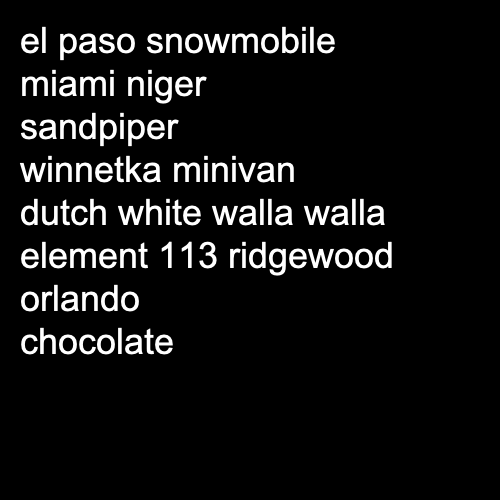 el paso snowmobile
miami niger
sandpiper
winnetka minivan
dutch white walla walla
element 113 ridgewood
orlando
chocolate